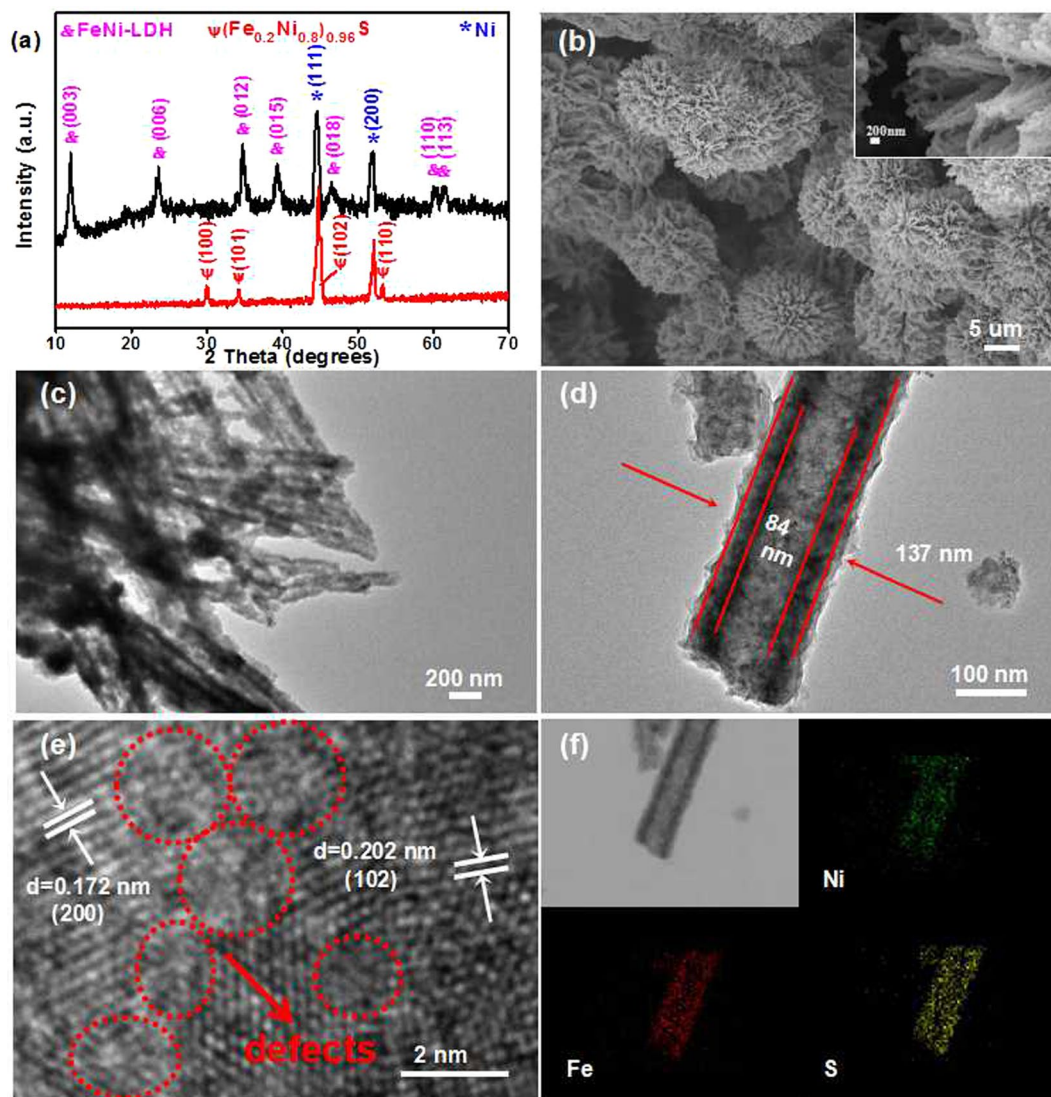 (a)
&FeNi-LDH ψ(Fe0.2Ni0.8)0.96S *Ni
&(003)
&(006)
&(012)
&(015)
*(111)
&(018)
*(200)
&(110)
&(113)
ψ(100)
ψ(101)
ψ(102)
ψ(110)
Intensity (a.u.)
10 20 30 40 50 60 70
2 Theta (degrees)
(b)
200nm
5 um
(c)
200 nm
(d)
84
nm
137 nm
100 nm
(e)
d=0.172 nm
(200)
d=0.202 nm
(102)
defects
2 nm
(f)
Ni
Fe
S